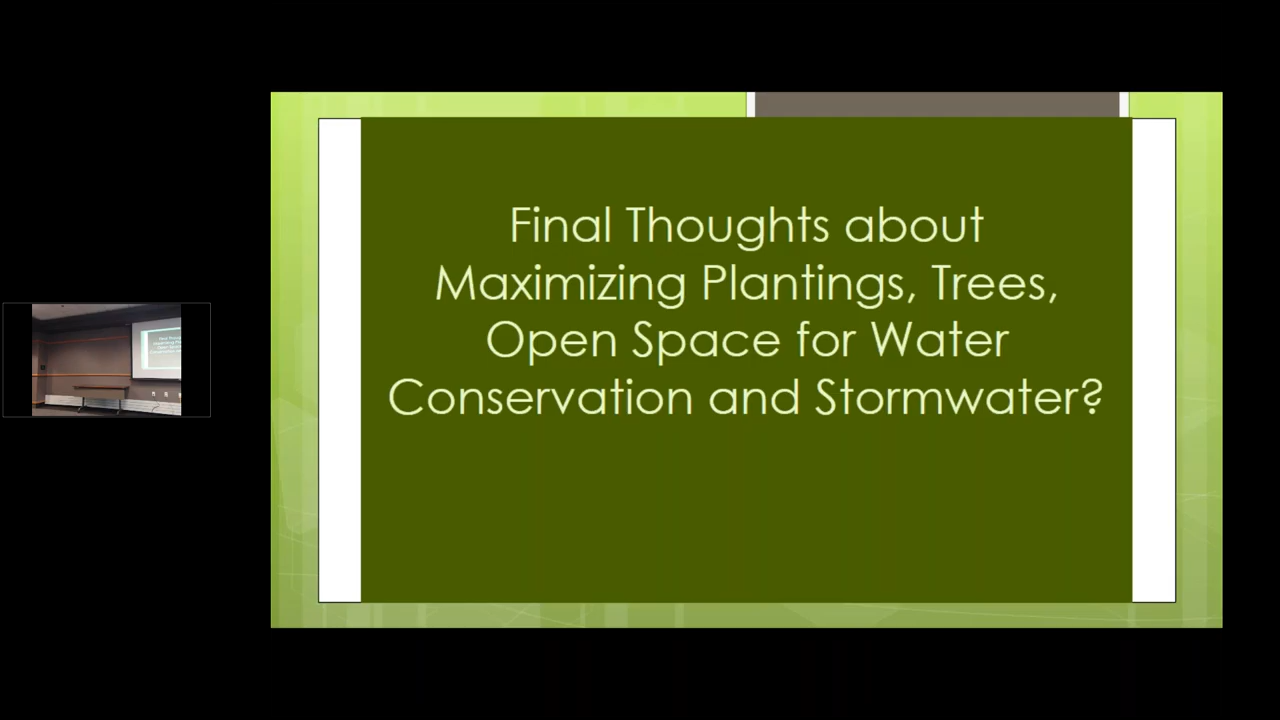 Final Thoughts about
Maximizing Plantings, Trees,
Open Space for Water
Conservation and Stormwater?